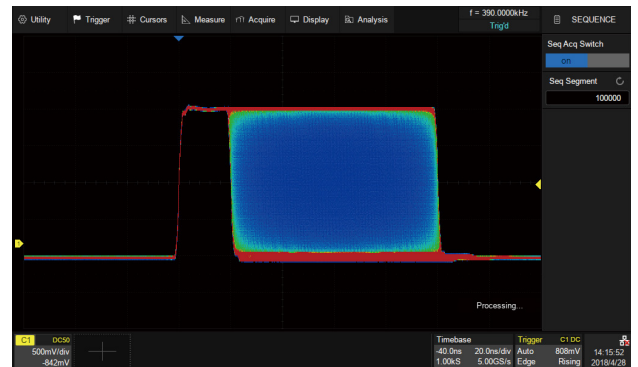 Utility Trigger Cursors Measure Acquire Display Analysis
f = 390.0000kHz
Trig'd
SEQUENCE
Seq Acq Switch
on
Seq Segment
100000
1
Processing...
C1 DC50
500mV/div
-842mV
Timebase
-40.0ns 20.0ns/div
1.00kS 5.00GS/s
Trigger C1 DC
Auto 808mV
Edge Rising
14:15:52
2018/4/28